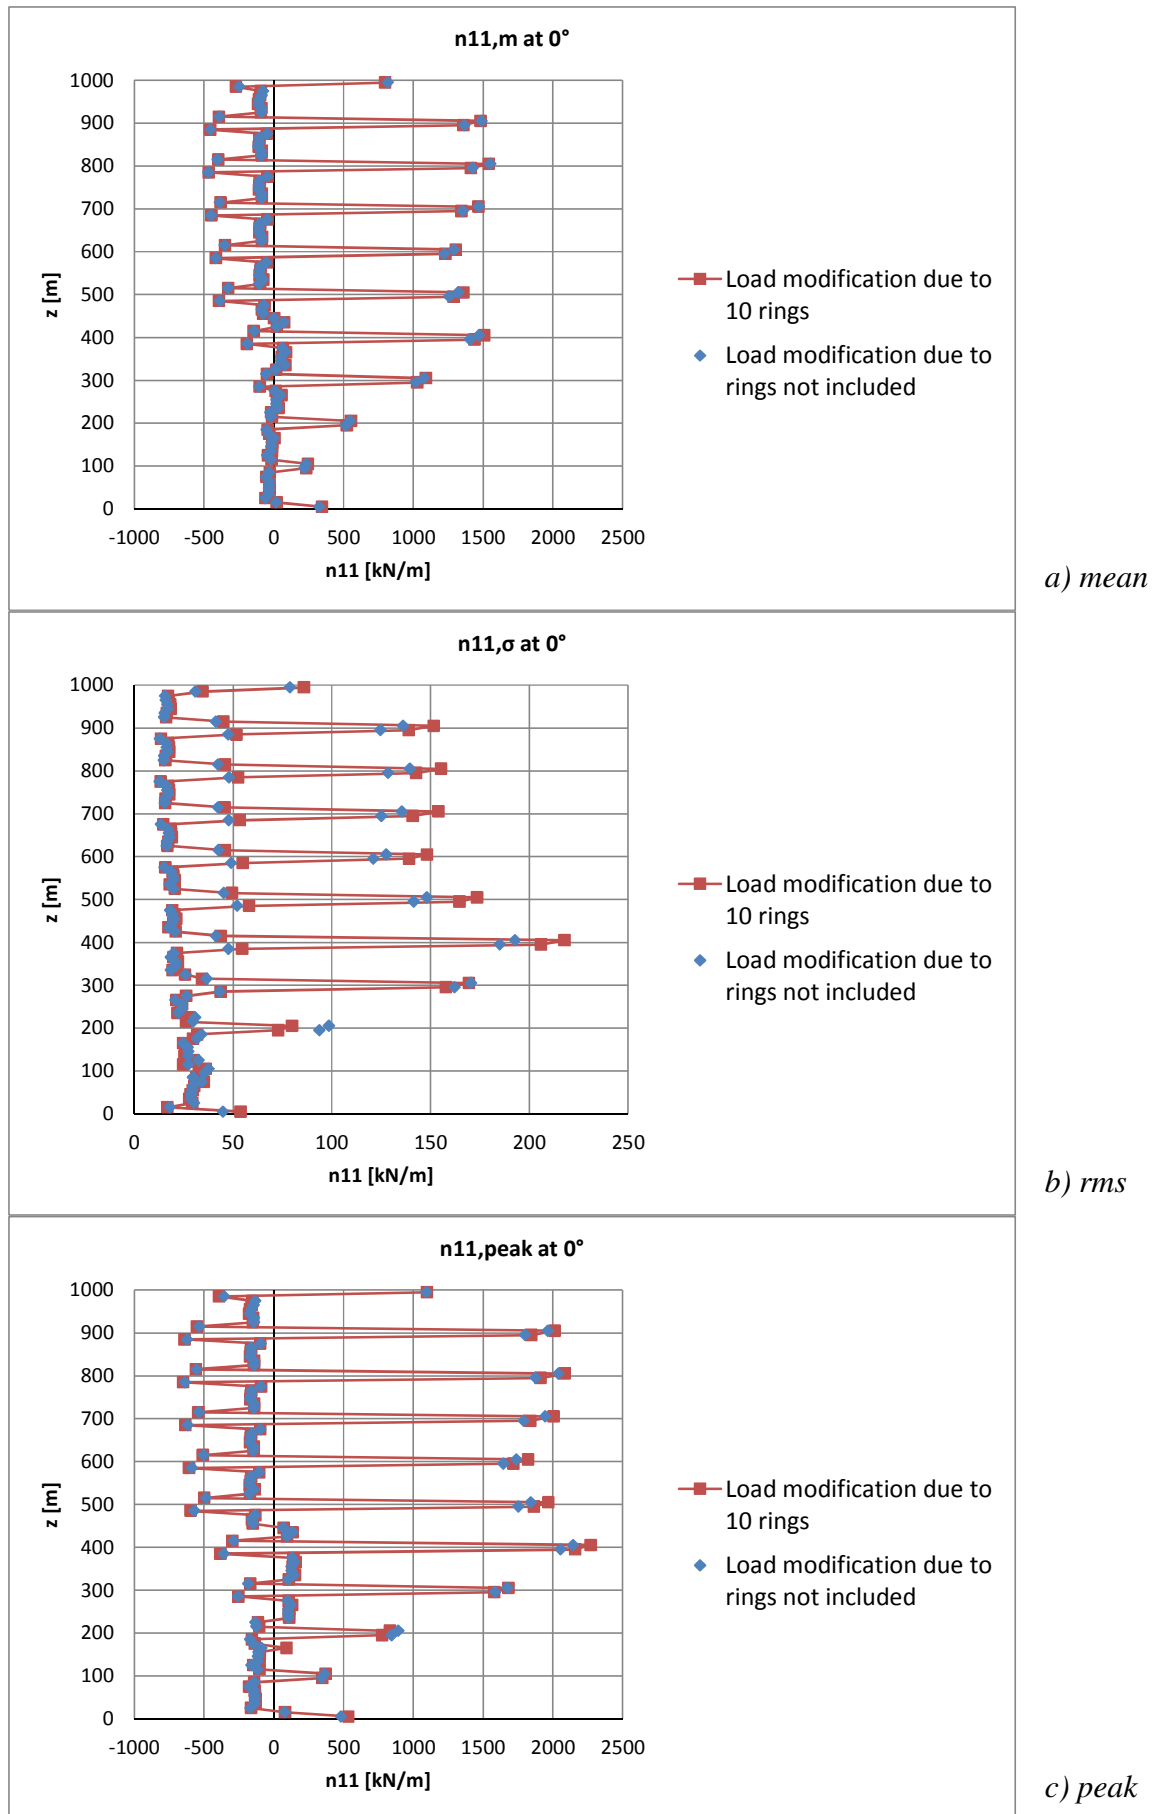 n11,m at 0°
1000
900
800
700
600
500
400
300
200
100
0
z [m]
-1000 -500 0 500 1000 1500 2000 2500
n11 [kN/m]
Load modification due to
10 rings
Load modification due to
rings not included
a) mean
n11,σ at 0°
1000
900
800
700
600
500
400
300
200
100
0
z [m]
0 50 100 150 200 250
n11 [kN/m]
Load modification due to
10 rings
Load modification due to
rings not included
b) rms
n11,peak at 0°
1000
900
800
700
600
500
400
300
200
100
0
z [m]
-1000 -500 0 500 1000 1500 2000 2500
n11 [kN/m]
Load modification due to
10 rings
Load modification due to
rings not included
c) peak